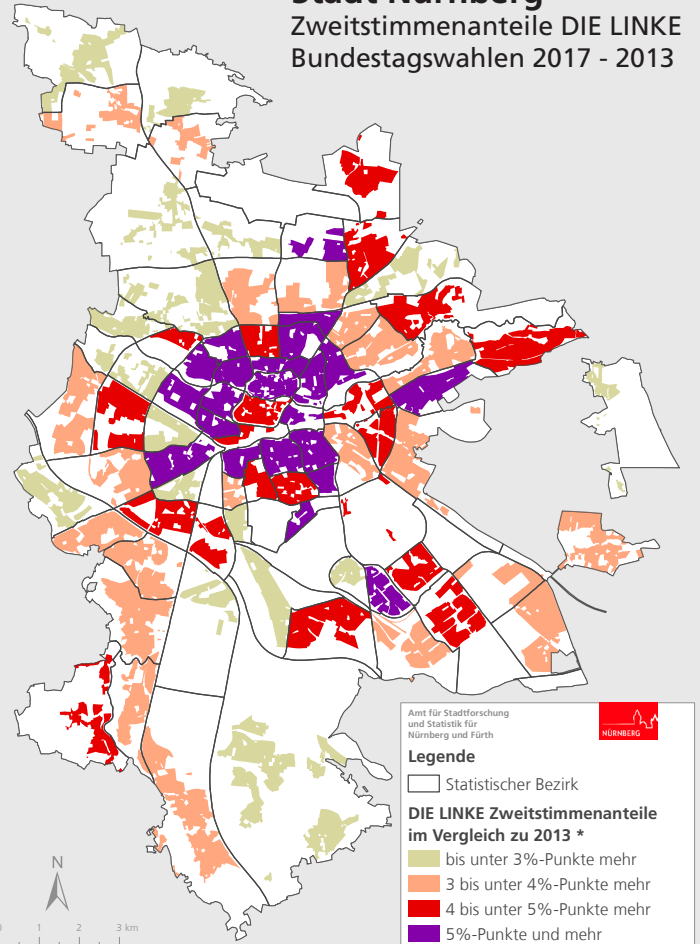 Stadt Nürnberg
Zweitstimmenanteile DIE LINKE
Bundestagswahlen 2017 - 2013
Amt für Stadtforschung
und Statistik für
Nürnberg und Fürth
NÜRNBERG
Legende
Statistischer Bezirk
DIE LINKE Zweitstimmenanteile
im Vergleich zu 2013 *
bis unter 3%-Punkte mehr
3 bis unter 4%-Punkte mehr
4 bis unter 5%-Punkte mehr
5%-Punkte und mehr
N
0 1 2 3 km